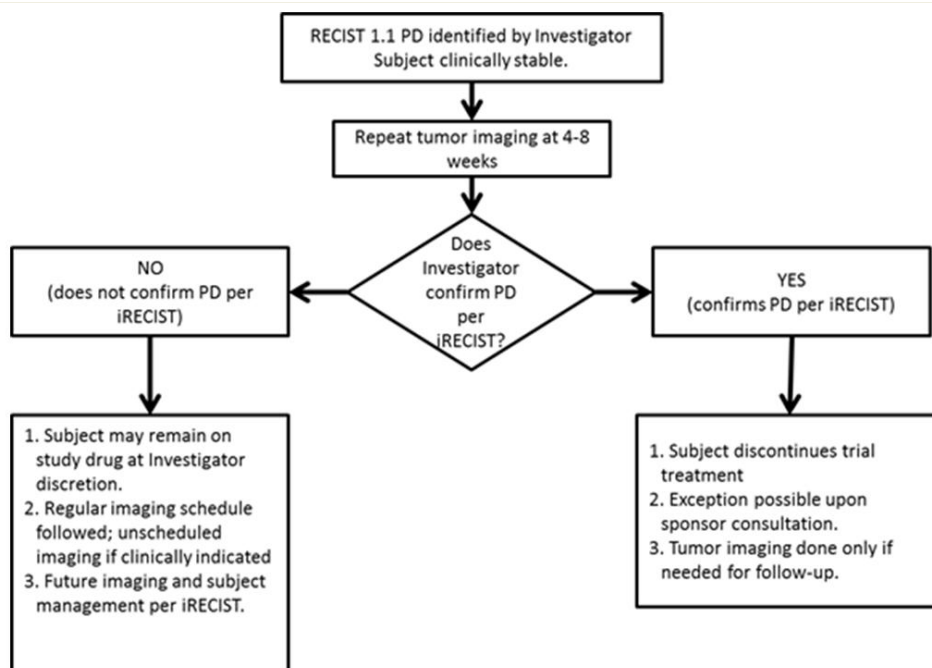 RECIST 1.1 PD identified by Investigator
Subject clinically stable.
Repeat tumor imaging at 4-8
weeks
Does
Investigator
confirm PD
per
iRECIST?
NO
(does not confirm PD per
iRECIST)
YES
(confirms PD per iRECIST)
1. Subject may remain on
study drug at Investigator
discretion.
2. Regular imaging schedule
followed; unscheduled
imaging if clinically indicated
3. Future imaging and subject
management per iRECIST.
1. Subject discontinues trial
treatment
2. Exception possible upon
sponsor consultation.
3. Tumor imaging done only if
needed for follow-up.